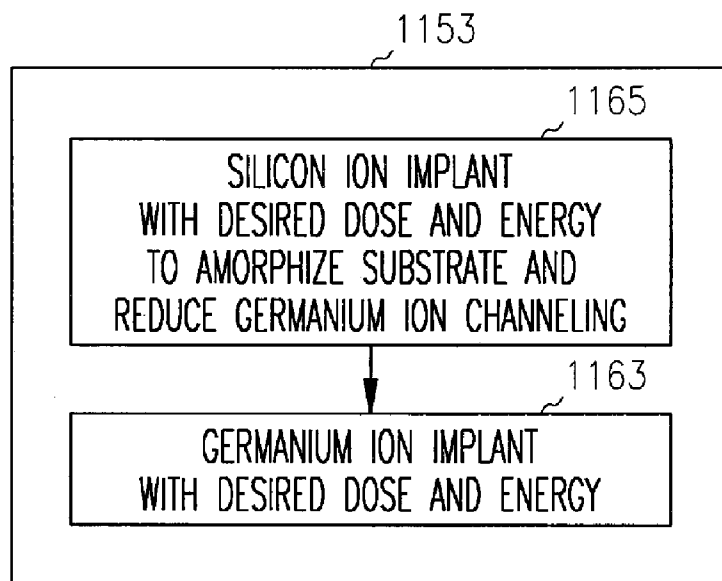 1153
1165
SILICON ION IMPLANT
WITH DESIRED DOSE AND ENERGY
TO AMORPHIZE SUBSTRATE AND
REDUCE GERMANIUM ION CHANNELING
1163
GERMANIUM ION IMPLANT
WITH DESIRED DOSE AND ENERGY